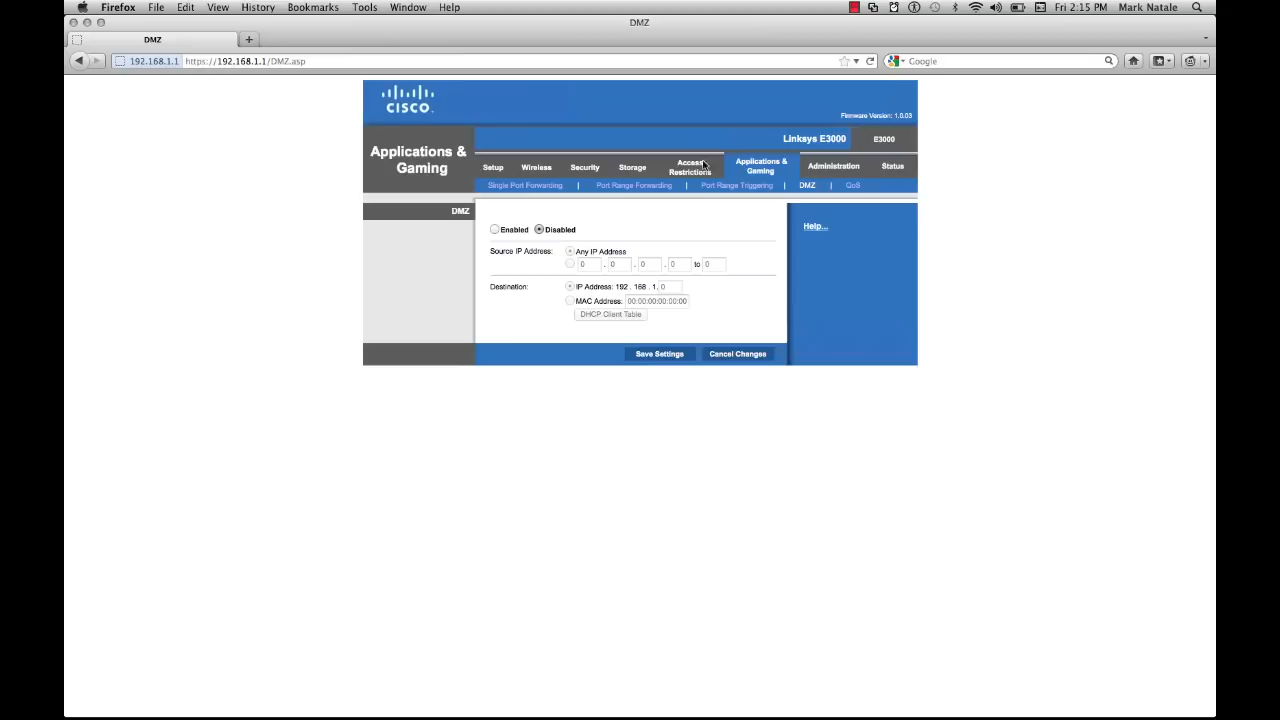 Firefox File Edit View History Bookmarks Tools Window Help Fri 2:15 PM Mark Natale
DMZ
DMZ
192.168.1.1 https://192.168.1.1/DMZ.asp Google
CISCO.
Firmware Version: 1.0.03
Linksys E3000 E3000
Applications &
Gaming
Setup Wireless Security Storage Access
Restrictions Applications &
Gaming Administration Status
Single Port Forwarding | Port Range Forwarding | Port Range Triggering | DMZ | QoS
DMZ
Enabled Disabled
Help...
Source IP Address: Any IP Address
0 . 0 . 0 . 0 to 0
Destination: IP Address: 192 . 168 . 1. 0
MAC Address: 00:00:00:00:00:00
DHCP Client Table
Save Settings Cancel Changes